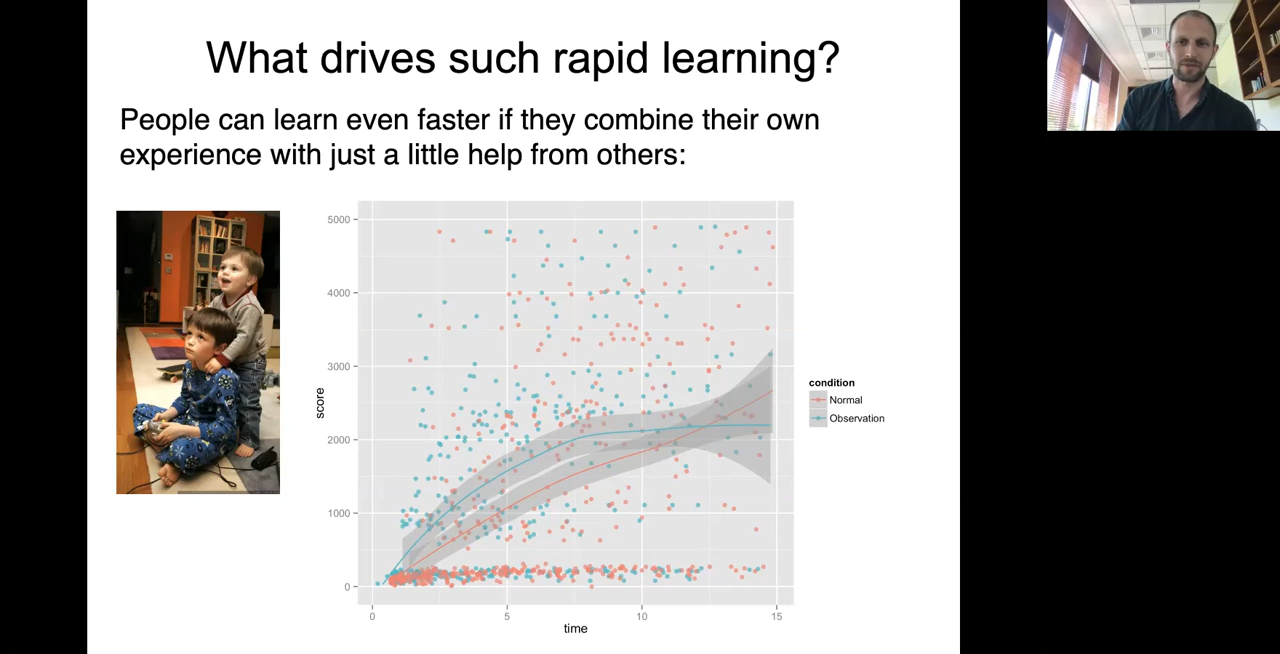 What drives such rapid learning?
People can learn even faster if they combine their own
experience with just a little help from others:
5000
4000
3000
2000
1000
0
score
0
5
10
15
time
condition
Normal
Observation